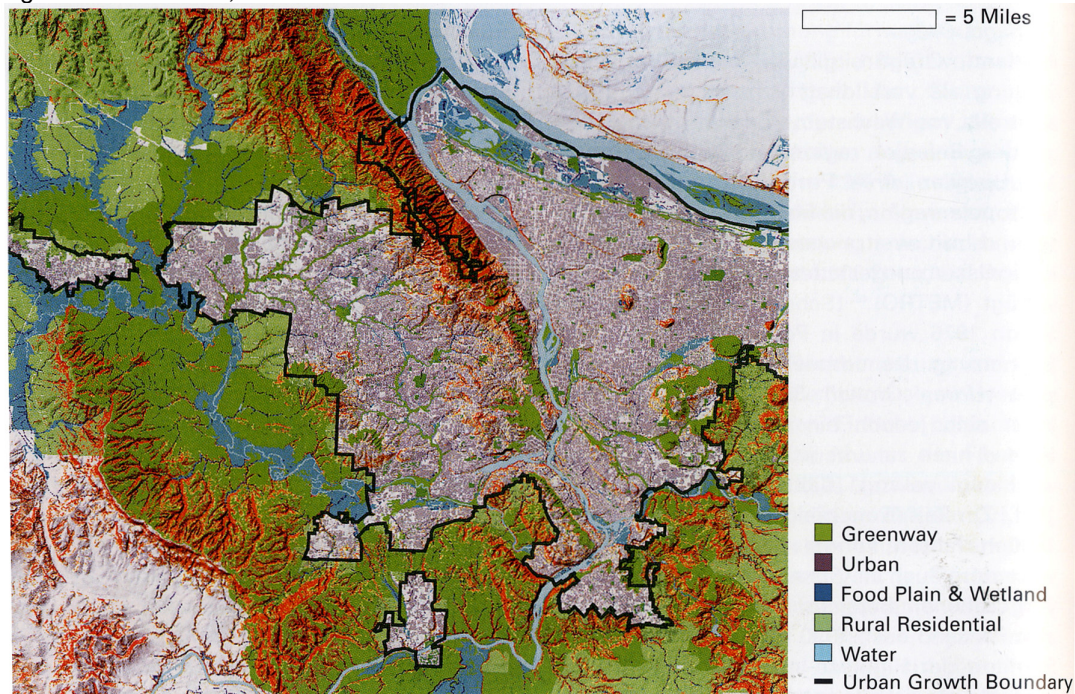 = 5 Miles
Greenway
Urban
Food Plain & Wetland
Rural Residential
Water
Urban Growth Boundary